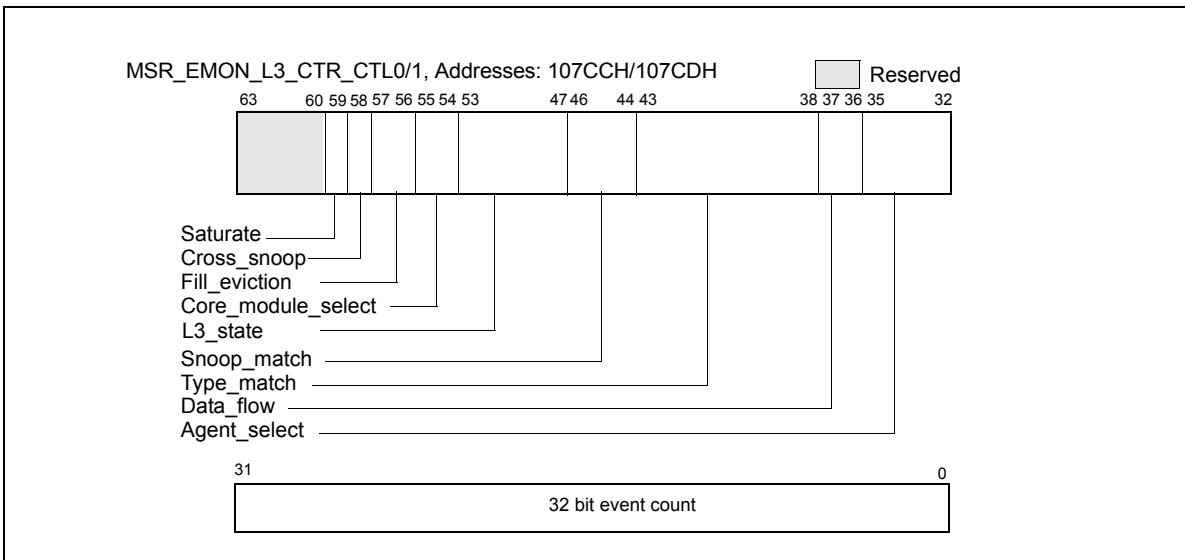 MSR_EMON_L3_CTR_CTL0/1, Addresses: 107CCH/107CDH
Reserved
63 60 59 58 57 56 55 54 53 47 46 44 43 38 37 36 35 32
Saturate
Cross_snoop
Fill_eviction
Core_module_select
L3_state
Snoop_match
Type_match
Data_flow
Agent_select
31 0
32 bit event count